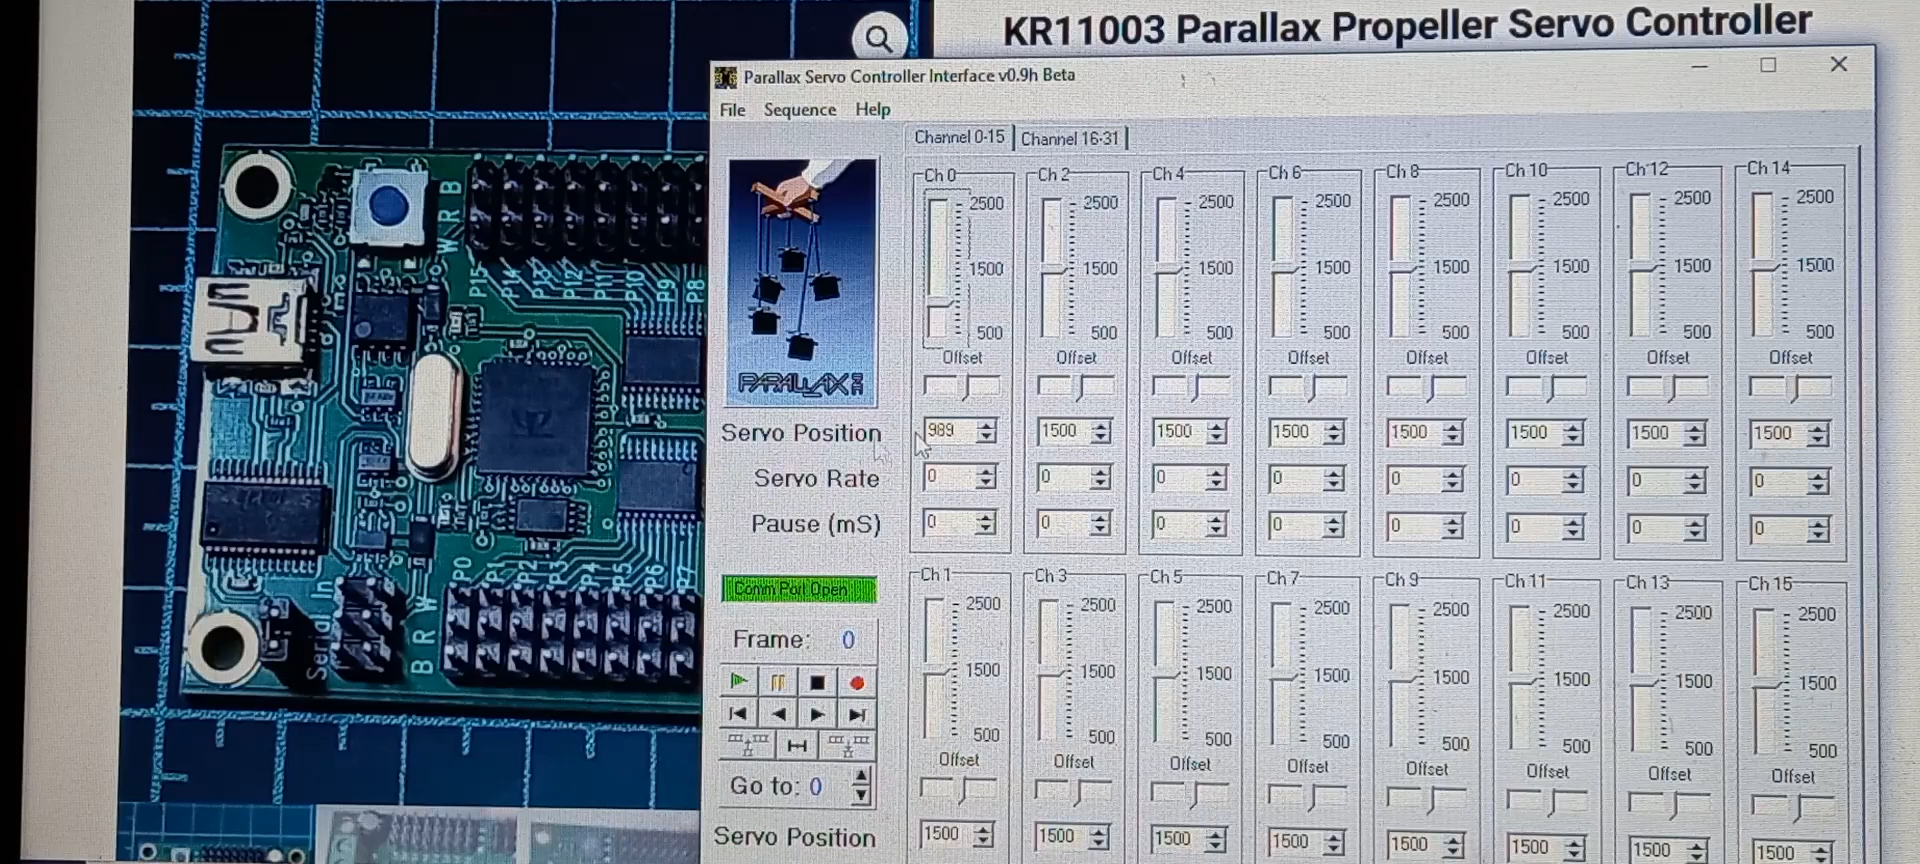 KR11003 Parallax Propeller Servo Controller
Parallax Servo Controller Interface v0.9h Beta
File Sequence Help
Channel 0-15 Channel 16-31
Ch 0 Ch 2 Ch 4 Ch 6 Ch 8 Ch 10 Ch 12 Ch 14
2500 2500 2500 2500 2500 2500 2500 2500
1500 1500 1500 1500 1500 1500 1500 1500
500 500 500 500 500 500 500 500
Offset Offset Offset Offset Offset Offset Offset Offset
PARALLAX INC
Servo Position 989 1500 1500 1500 1500 1500 1500 1500
Servo Rate 0 0 0 0 0 0 0 0
Pause (mS) 0 0 0 0 0 0 0 0
Comm Port Open
Ch 1 Ch 3 Ch 5 Ch 7 Ch 9 Ch 11 Ch 13 Ch 15
2500 2500 2500 2500 2500 2500 2500 2500
Frame: 0
1500 1500 1500 1500 1500 1500 1500 1500
500 500 500 500 500 500 500 500
Offset Offset Offset Offset Offset Offset Offset Offset
Go to: 0
Servo Position 1500 1500 1500 1500 1500 1500 1500 1500
W R B
P15 P14 P13 P12 P11 P10 P9 P8
P0 P1 P2 P3 P4 P5 P6 P7
B R W
Serial In